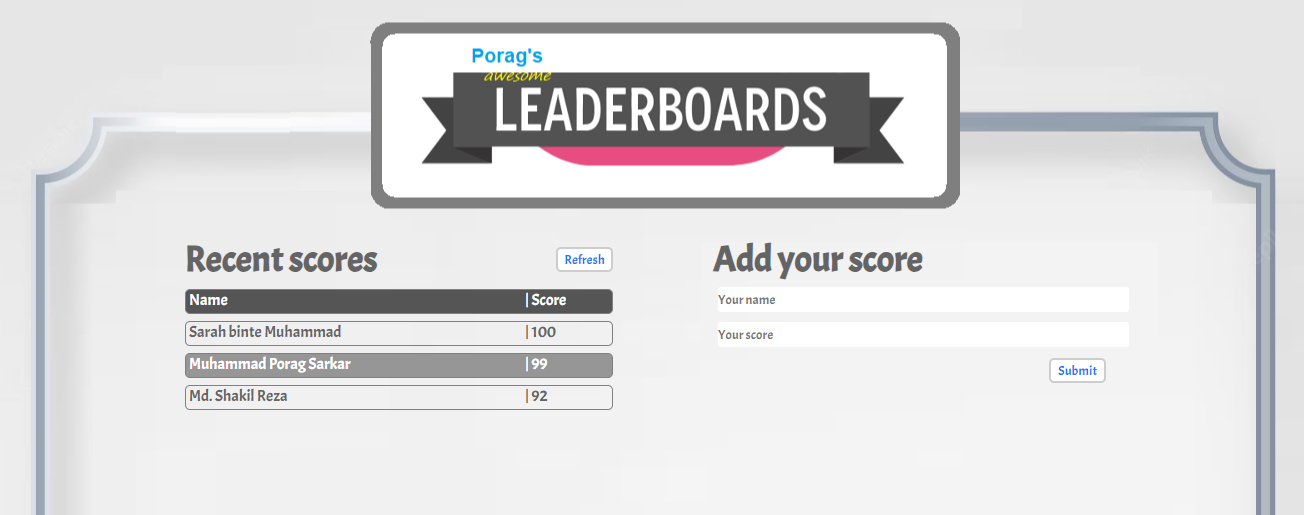 Porag's
awesome
LEADERBOARDS
Recent scores
Refresh
Name | Score
Sarah binte Muhammad | 100
Muhammad Porag Sarkar | 99
Md. Shakil Reza | 92
Add your score
Your name
Your score
Submit